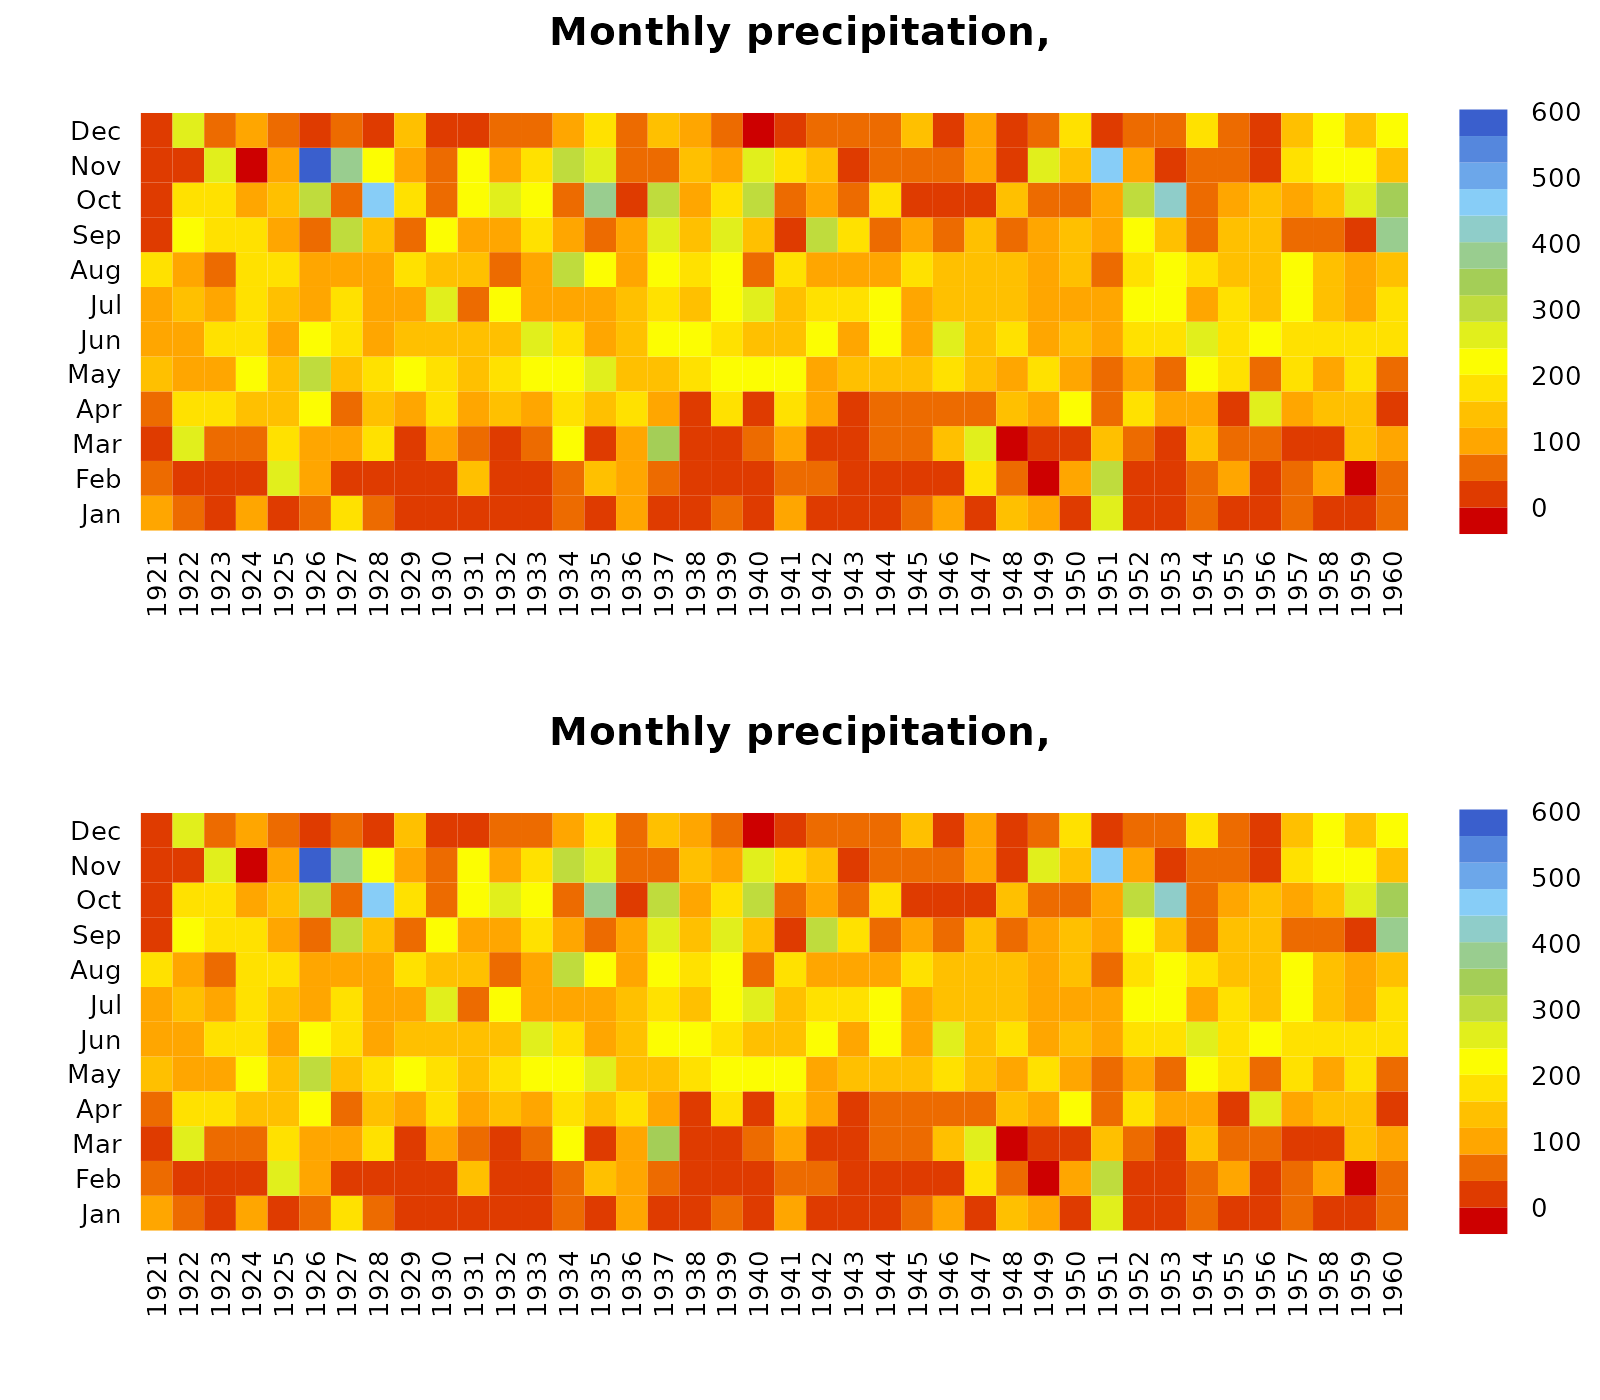 Monthly precipitation,
Dec
Nov
Oct
Sep
Aug
Jul
Jun
May
Apr
Mar
Feb
Jan
1921 1922 1923 1924 1925 1926 1927 1928 1929 1930 1931 1932 1933 1934 1935 1936 1937 1938 1939 1940 1941 1942 1943 1944 1945 1946 1947 1948 1949 1950 1951 1952 1953 1954 1955 1956 1957 1958 1959 1960
600
500
400
300
200
100
0
Monthly precipitation,
Dec
Nov
Oct
Sep
Aug
Jul
Jun
May
Apr
Mar
Feb
Jan
1921 1922 1923 1924 1925 1926 1927 1928 1929 1930 1931 1932 1933 1934 1935 1936 1937 1938 1939 1940 1941 1942 1943 1944 1945 1946 1947 1948 1949 1950 1951 1952 1953 1954 1955 1956 1957 1958 1959 1960
600
500
400
300
200
100
0